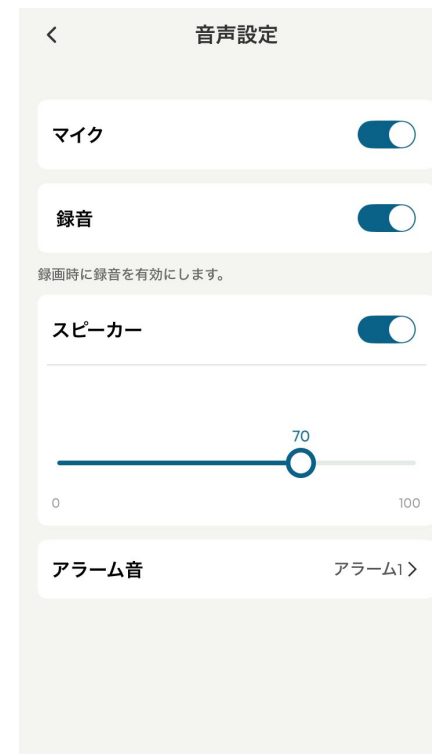 音声設定
マイク
録音
録画時に録音を有効にします。
スピーカー
70
0 100
アラーム音 アラーム1